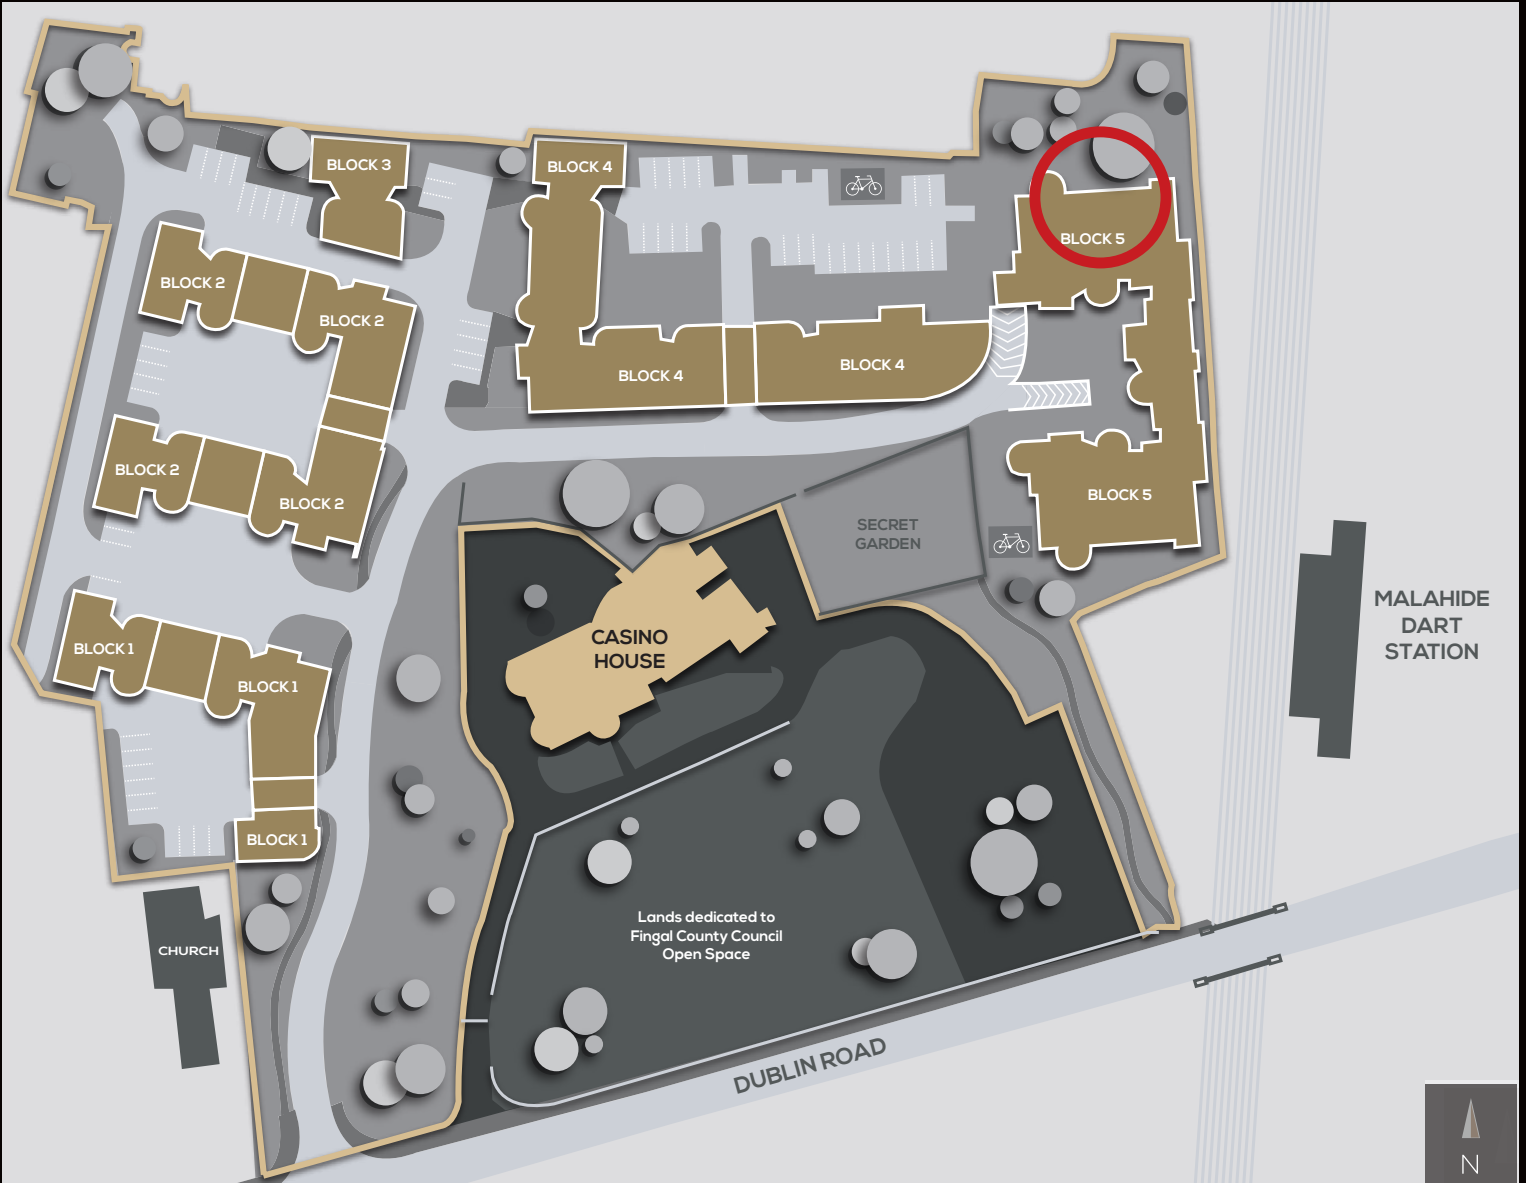 BLOCK 3
BLOCK 4
BLOCK 5
BLOCK 2
BLOCK 2
BLOCK 4
BLOCK 4
BLOCK 2
BLOCK 2
BLOCK 5
SECRET
GARDEN
MALAHIDE
DART
STATION
CASINO
HOUSE
BLOCK 1
BLOCK 1
BLOCK 1
Lands dedicated to
Fingal County Council
Open Space
CHURCH
DUBLIN ROAD
N